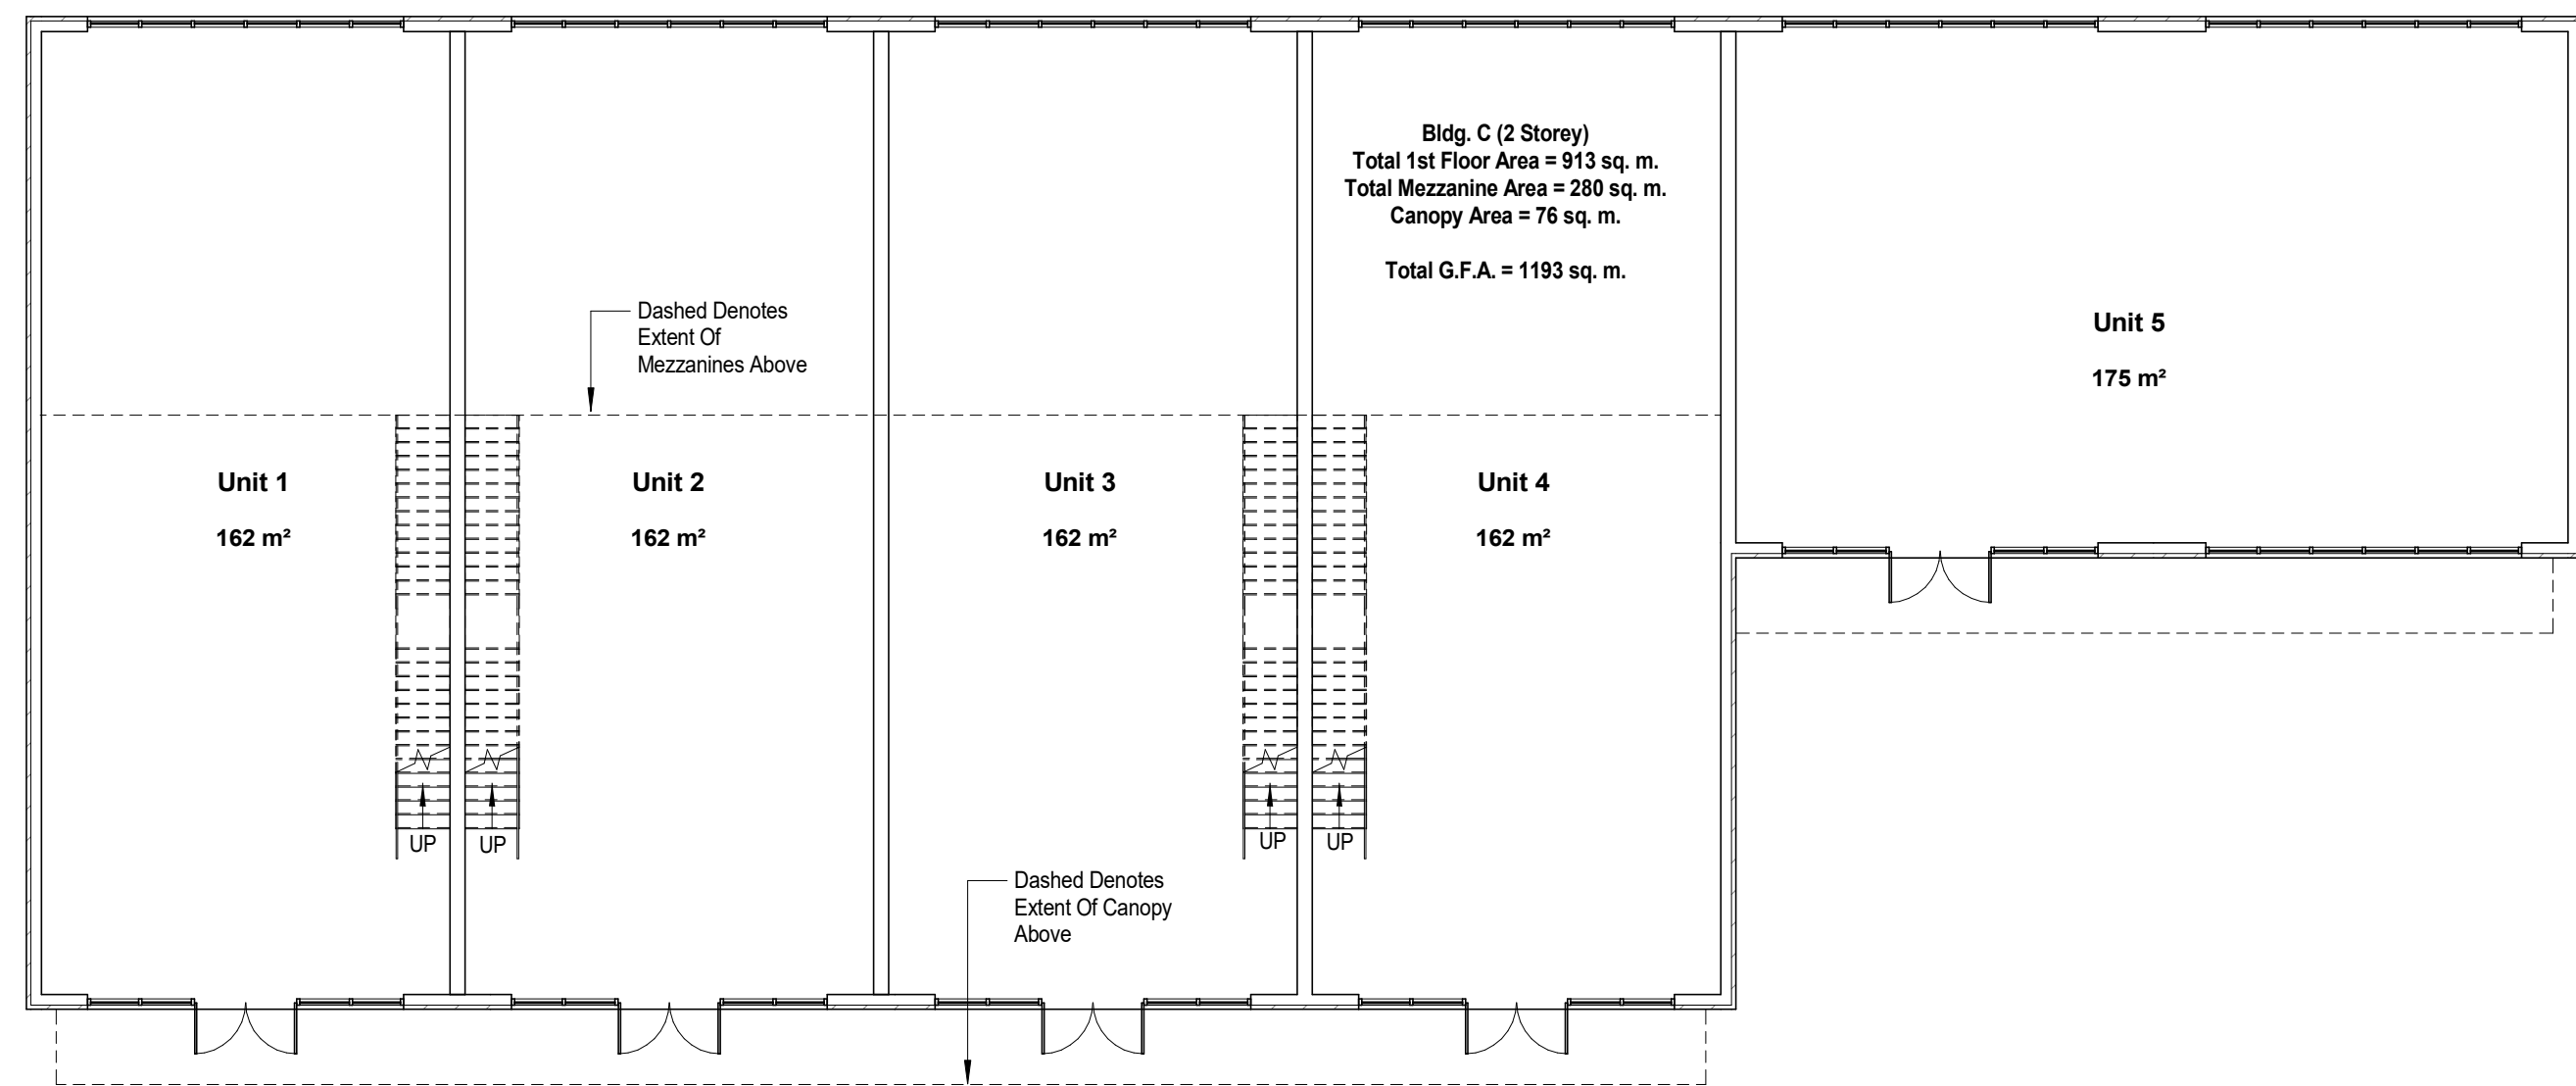 Bldg. C (2 Storey)
Total 1st Floor Area = 913 sq. m.
Total Mezzanine Area = 280 sq. m.
Canopy Area = 76 sq. m.
Total G.F.A. = 1193 sq. m.
Dashed Denotes
Extent Of
Mezzanines Above
Unit 5
175 m²
Unit 1
162 m²
Unit 2
162 m²
Unit 3
162 m²
Unit 4
162 m²
UP
UP
UP
UP
Dashed Denotes
Extent Of Canopy
Above